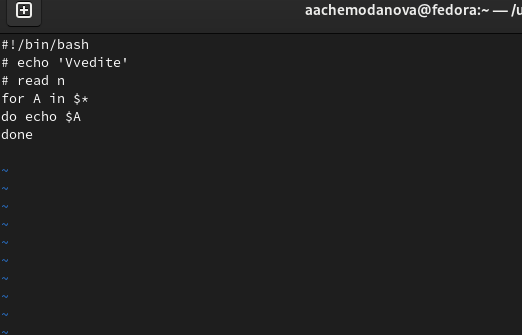 aachemodanova@fedora:~ — /u
#!/bin/bash
# echo 'Vvedite'
# read n
for A in $*
do echo $A
done
~
~
~
~
~
~
~
~
~
~